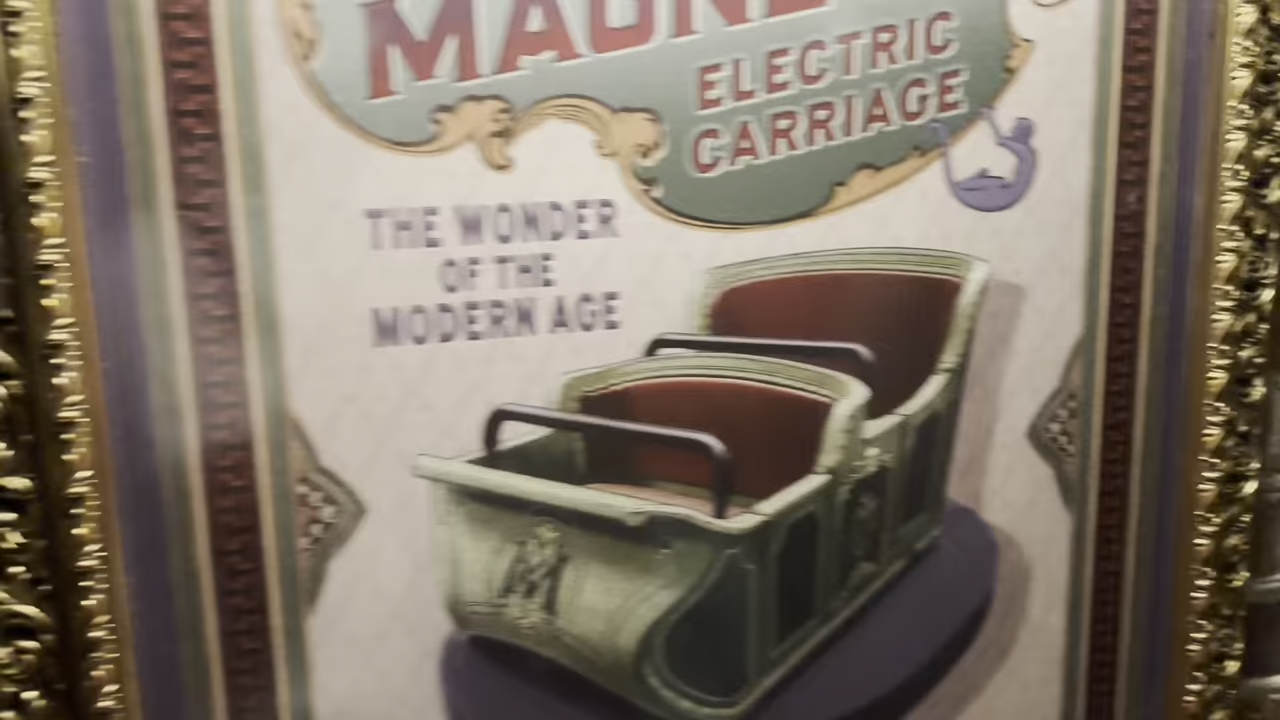 ELECTRIC
CARRIAGE
THE WONDER
OF THE
MODERN AGE